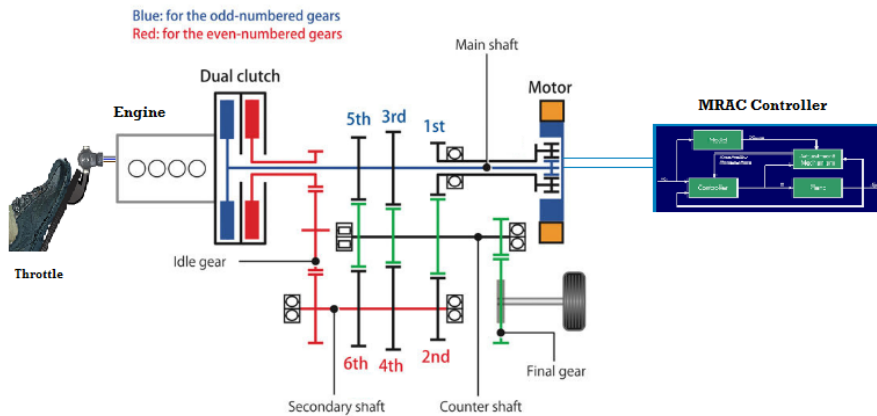 Blue: for the odd-numbered gears
Red: for the even-numbered gears
Main shaft
Dual clutch
Motor
MRAC Controller
Engine
5th
3rd
1st
Model
Adjustment
Mechanism
Controller
Plant
Throttle
Idle gear
6th
4th
2nd
Final gear
Secondary shaft
Counter shaft